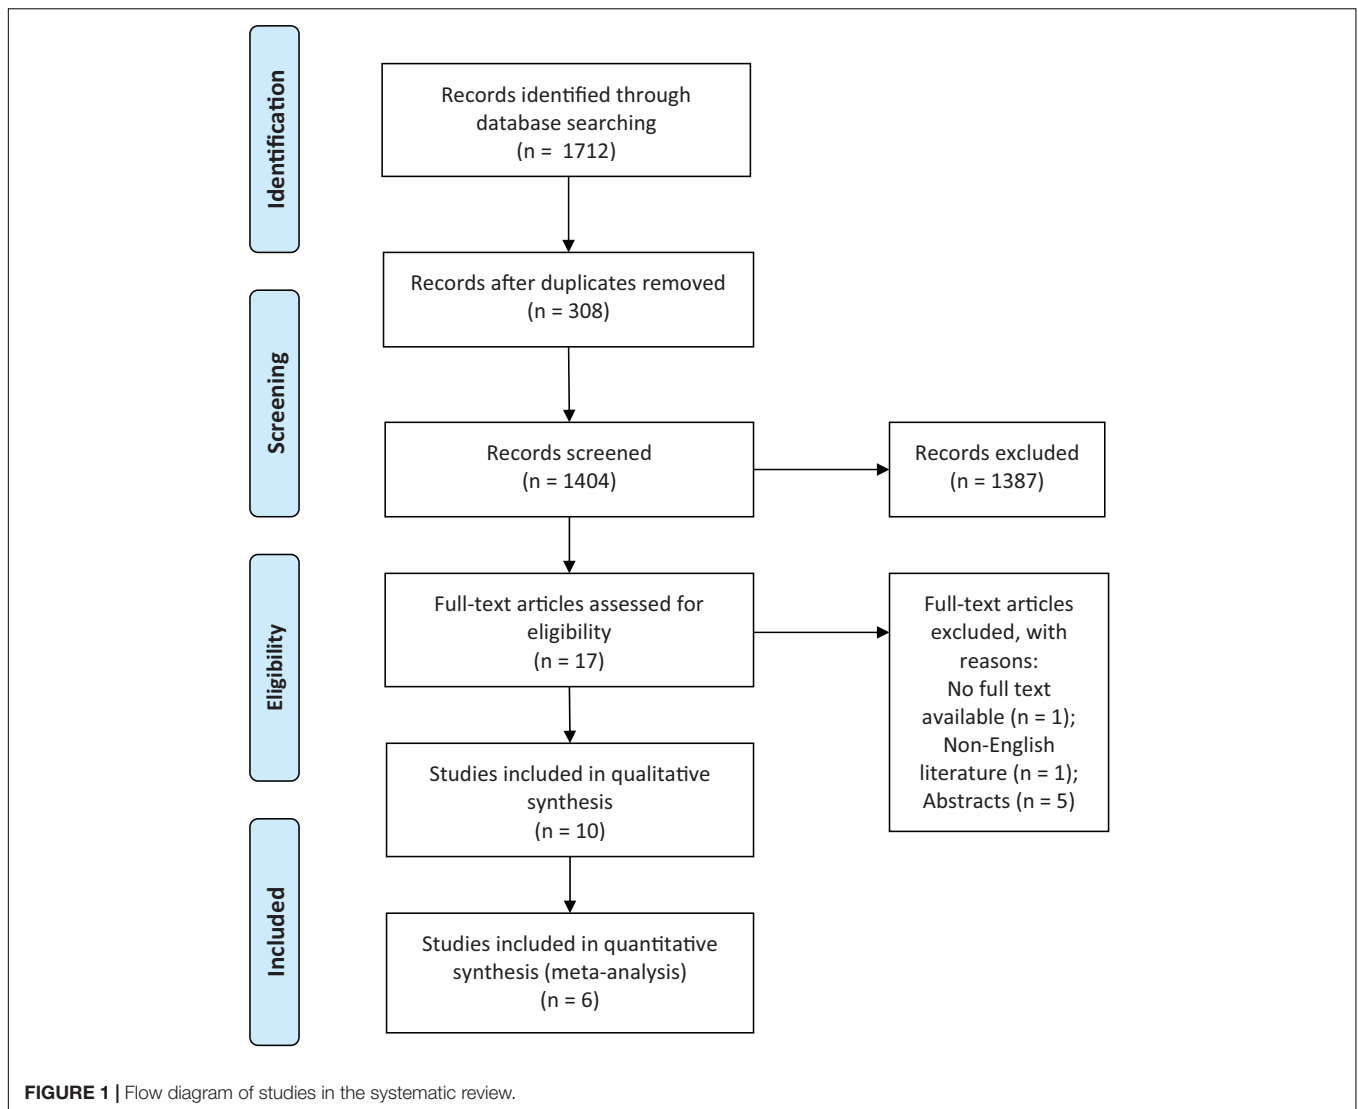 Identification
Records identified through
database searching
(n = 1712)
Records after duplicates removed
(n = 308)
Screening
Records screened
(n = 1404)
Records excluded
(n = 1387)
Eligibility
Full-text articles assessed for
eligibility
(n = 17)
Full-text articles
excluded, with
reasons:
No full text
available (n = 1);
Non-English
literature (n = 1);
Abstracts (n = 5)
Studies included in qualitative
synthesis
(n = 10)
Included
Studies included in quantitative
synthesis (meta-analysis)
(n = 6)
FIGURE 1 | Flow diagram of studies in the systematic review.